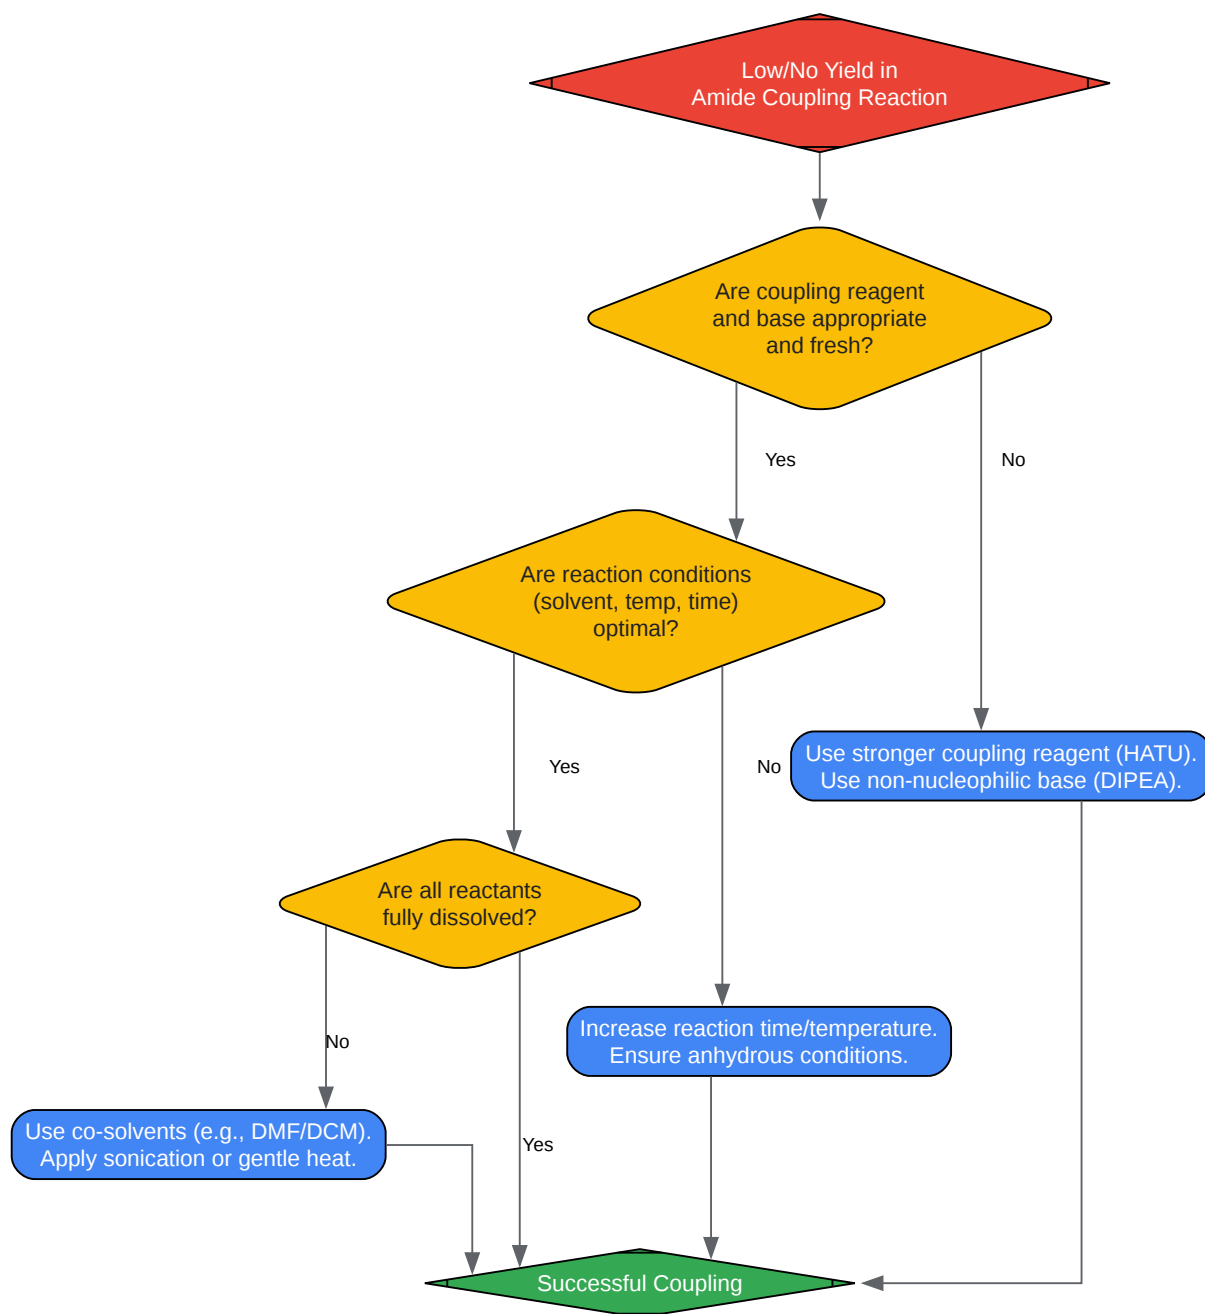 Low/No Yield in
Amide Coupling Reaction
Are coupling reagent
and base appropriate
and fresh?
Yes
No
Are reaction conditions
(solvent, temp, time)
optimal?
Yes
No
Use stronger coupling reagent (HATU).
Use non-nucleophilic base (DIPEA).
Are all reactants
fully dissolved?
No
Yes
Increase reaction time/temperature.
Ensure anhydrous conditions.
Use co-solvents (e.g., DMF/DCM).
Apply sonication or gentle heat.
Successful Coupling